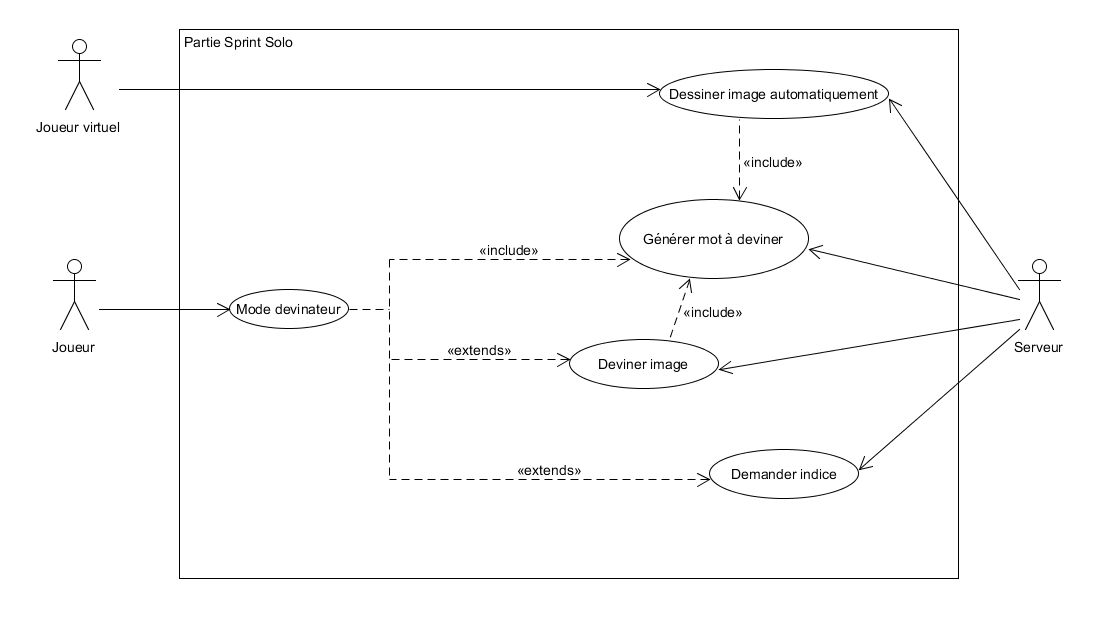 Partie Sprint Solo
Dessiner image automatiquement
Joueur virtuel
«include»
Générer mot à deviner
«include»
Mode devinateur
«include»
Joueur
Serveur
«extends»
Deviner image
«extends»
Demander indice